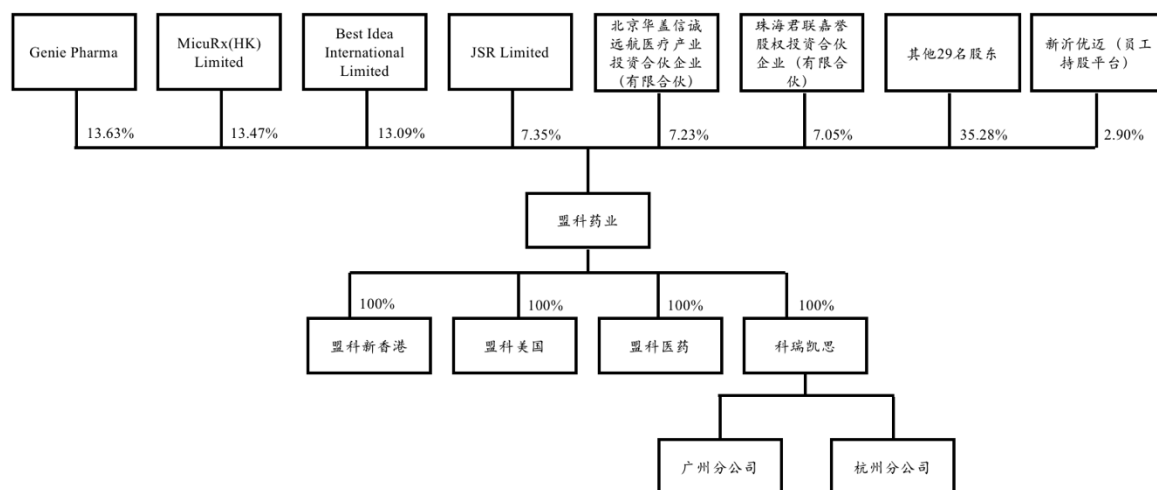 Genie Pharma
MicuRx(HK)
Limited
Best Idea
International
Limited
JSR Limited
北京华盖信诚
远航医疗产业
投资合伙企业
(有限合伙)
珠海君联嘉誉
股权投资合伙
企业（有限合
伙）
其他29名股东
新沂优迈（员工
持股平台）
13.63%
13.47%
13.09%
7.35%
7.23%
7.05%
35.28%
2.90%
盟科药业
100%
100%
100%
100%
盟科新香港
盟科美国
盟科医药
科瑞凯思
广州分公司
杭州分公司